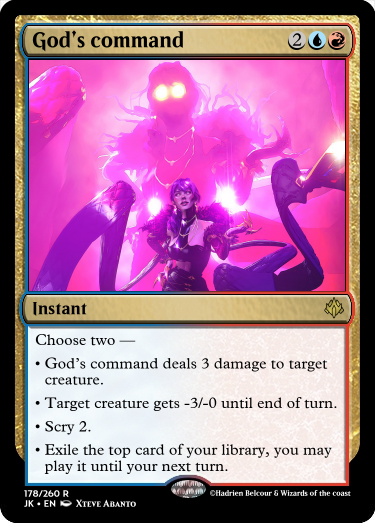 God's command 2
Instant
Choose two —
• God's command deals 3 damage to target
creature.
• Target creature gets -3/-0 until end of turn.
• Scry 2.
• Exile the top card of your library, you may
play it until your next turn.
178/260 R
JK • EN Xteve Abanto
©Hadrien Belcour & Wizards of the coast